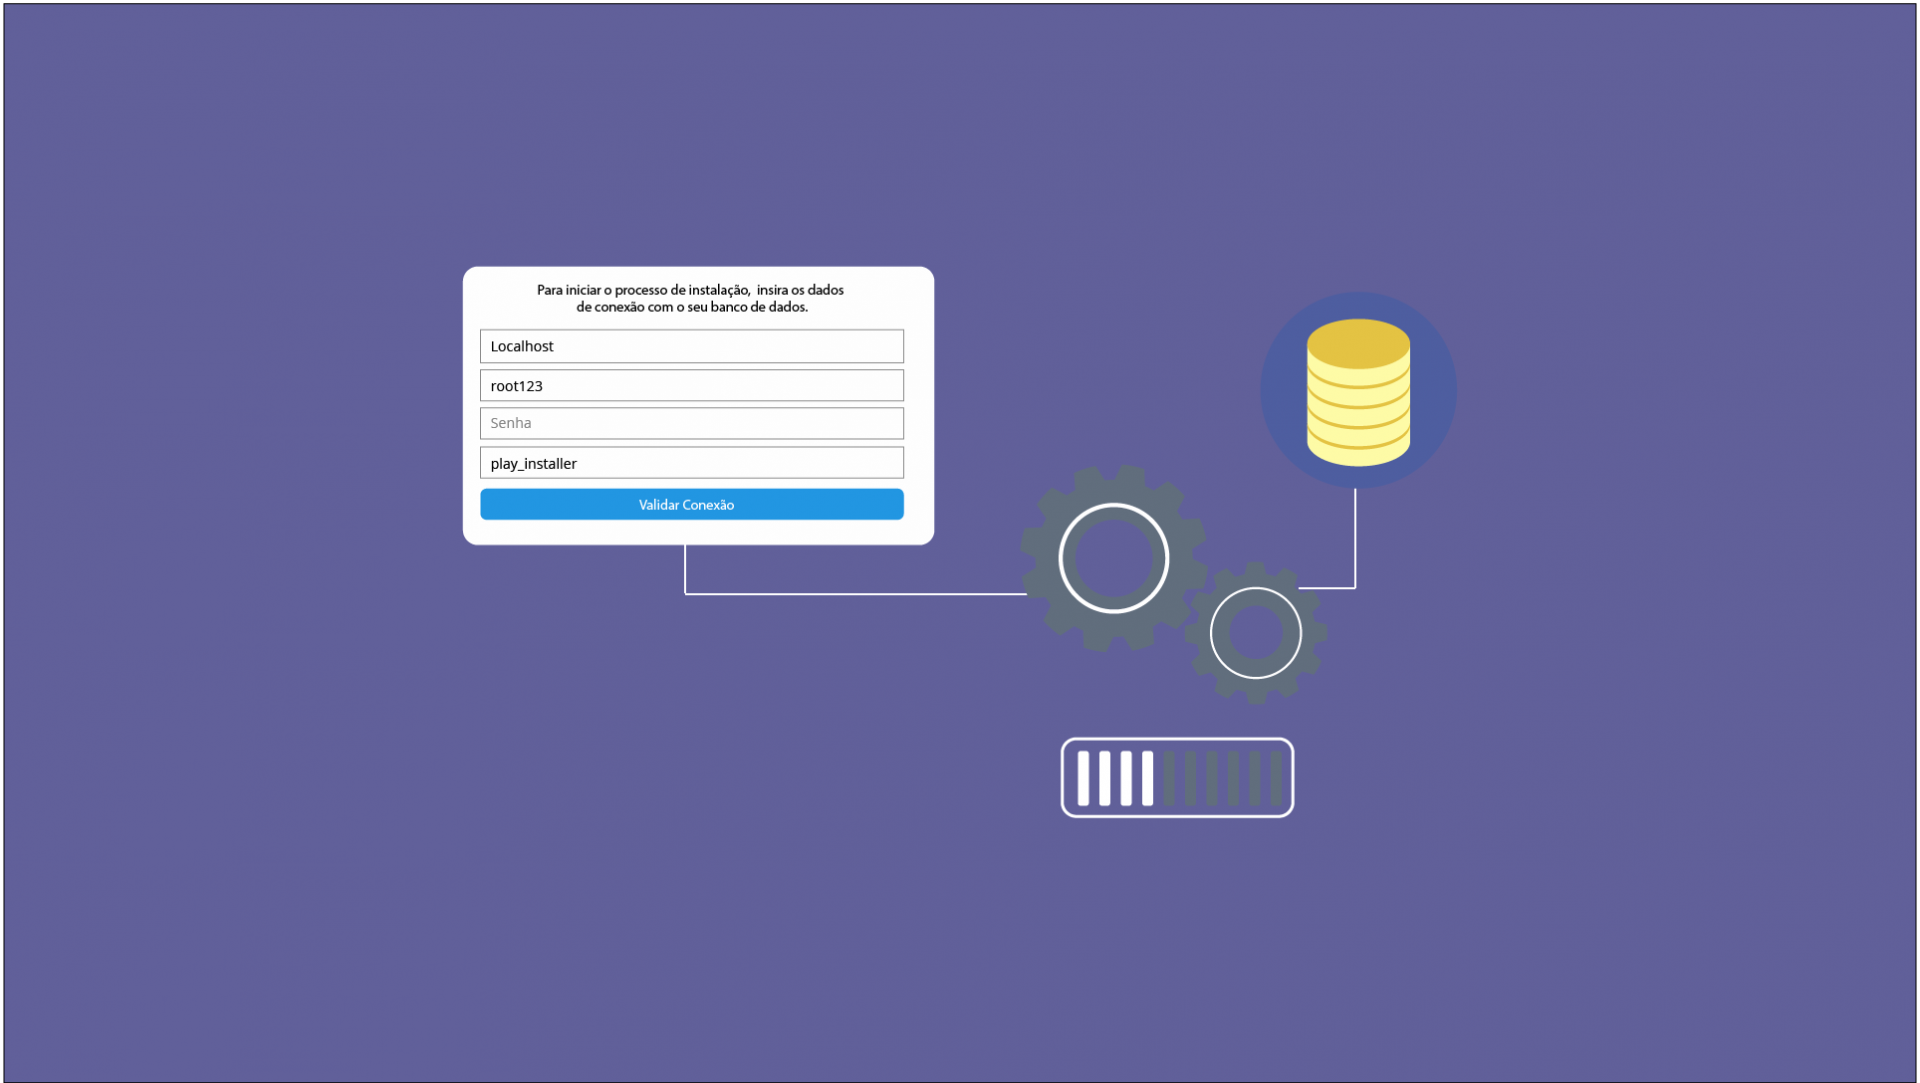 Para iniciar o processo de instalação, insira os dados
de conexão com o seu banco de dados.
Localhost
root123
Senha
play_installer
Validar Conexão